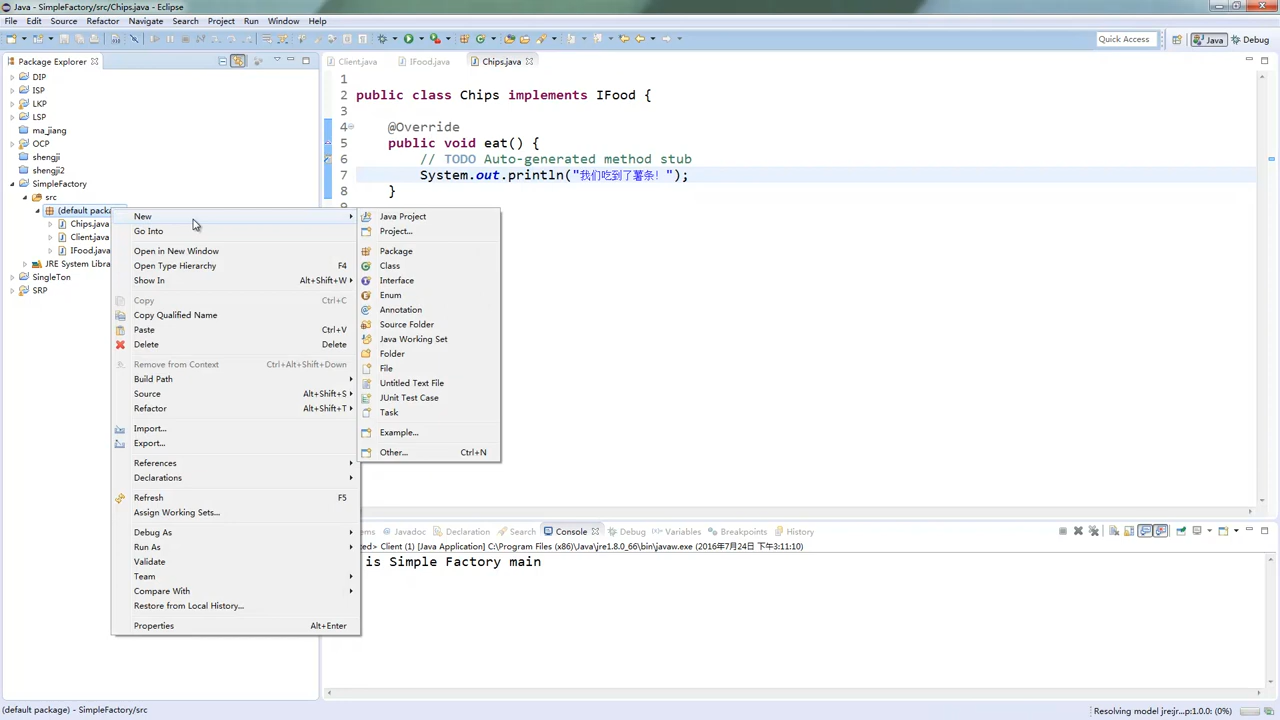 Java - SimpleFactory/src/Chips.java - Eclipse
File Edit Source Refactor Navigate Search Project Run Window Help
Quick Access Java Debug
Package Explorer
DIP
ISP
LKP
LSP
ma_jiang
OCP
shengji
shengji2
SimpleFactory
src
(default packa
Chips.java
Client.java
IFood.java
JRE System Libra
SingleTon
SRP
New
Go Into
Open in New Window
Open Type Hierarchy F4
Show In Alt+Shift+W
Copy Ctrl+C
Copy Qualified Name
Paste Ctrl+V
Delete Delete
Remove from Context Ctrl+Alt+Shift+Down
Build Path
Source Alt+Shift+S
Refactor Alt+Shift+T
Import...
Export...
References
Declarations
Refresh F5
Assign Working Sets...
Debug As
Run As
Validate
Team
Compare With
Restore from Local History...
Properties Alt+Enter
Java Project
Project...
Package
Class
Interface
Enum
Annotation
Source Folder
Java Working Set
Folder
File
Untitled Text File
JUnit Test Case
Task
Example...
Other... Ctrl+N
Client.java IFood.java Chips.java
1
2 public class Chips implements IFood {
3
4 @Override
5 public void eat() {
6 // TODO Auto-generated method stub
7 System.out.println("我们吃到了薯条！");
8 }
ems Javadoc Declaration Search Console Debug Variables Breakpoints History
ted> Client (1) [Java Application] C:\Program Files (x86)\Java\jre1.8.0_66\bin\javaw.exe (2016年7月24日 下午3:11:10)
is Simple Factory main
(default package) - SimpleFactory/src
Resolving model jre:jr...p:1.0.0: (0%)